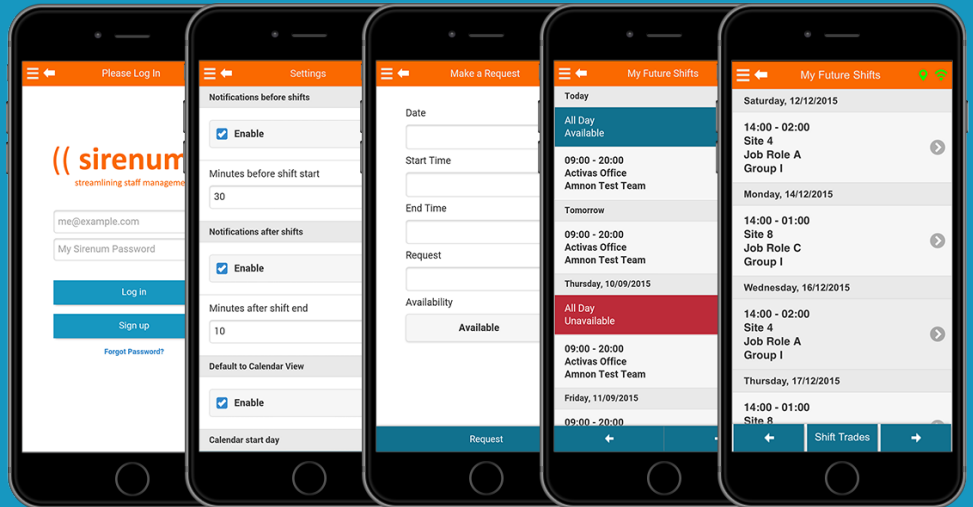 Please Log In
(( sirenum
streamlining staff manageme
me@example.com
My Sirenum Password
Log in
Sign up
Forgot Password?
Settings
Notifications before shifts
Enable
Minutes before shift start
30
Notifications after shifts
Enable
Minutes after shift end
10
Default to Calendar View
Enable
Calendar start day
Make a Request
Date
Start Time
End Time
Request
Availability
Available
Request
My Future Shifts
Today
All Day
Available
09:00 - 20:00
Activas Office
Amnon Test Team
Tomorrow
09:00 - 20:00
Activas Office
Amnon Test Team
Thursday, 10/09/2015
All Day
Unavailable
09:00 - 20:00
Activas Office
Amnon Test Team
Friday, 11/09/2015
09:00 - 20:00
My Future Shifts
Saturday, 12/12/2015
14:00 - 02:00
Site 4
Job Role A
Group I
Monday, 14/12/2015
14:00 - 01:00
Site 8
Job Role C
Group I
Wednesday, 16/12/2015
14:00 - 02:00
Site 4
Job Role A
Group I
Thursday, 17/12/2015
14:00 - 01:00
Site 8
Shift Trades